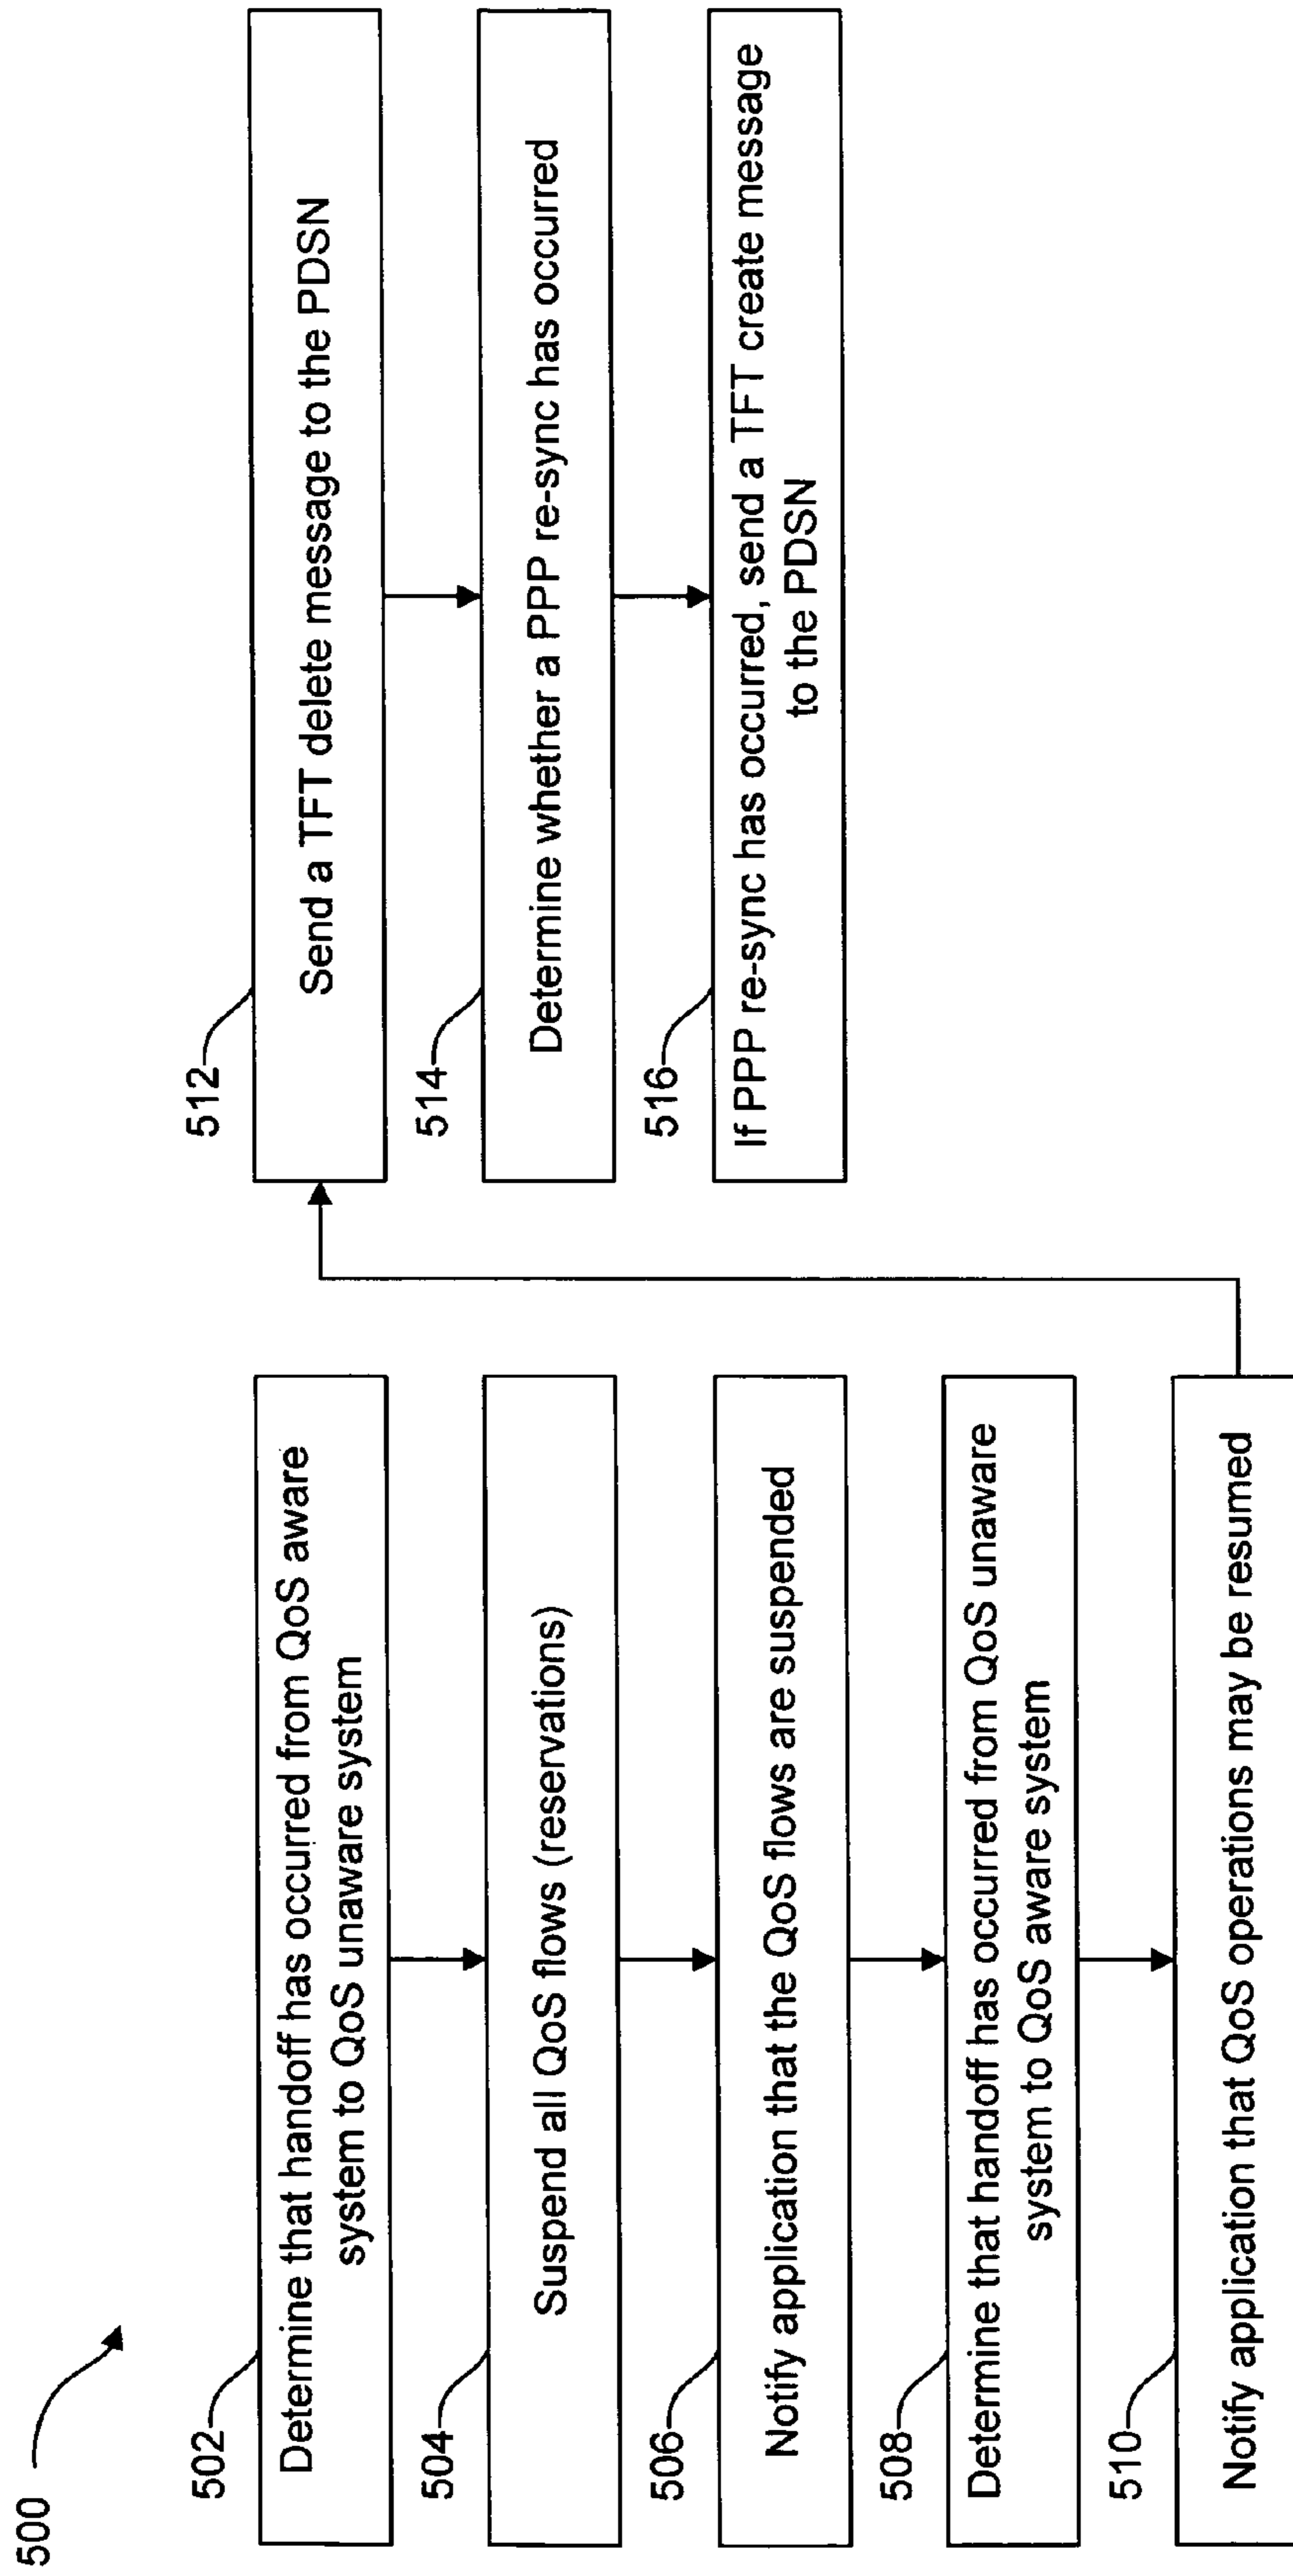 500
502
Determine that handoff has occurred from QoS aware
system to QoS unaware system
504
Suspend all QoS flows (reservations)
506
Notify application that the QoS flows are suspended
508
Determine that handoff has occurred from QoS unaware
system to QoS aware system
510
Notify application that QoS operations may be resumed
512
Send a TFT delete message to the PDSN
514
Determine whether a PPP re-sync has occurred
516
If PPP re-sync has occurred, send a TFT create message
to the PDSN